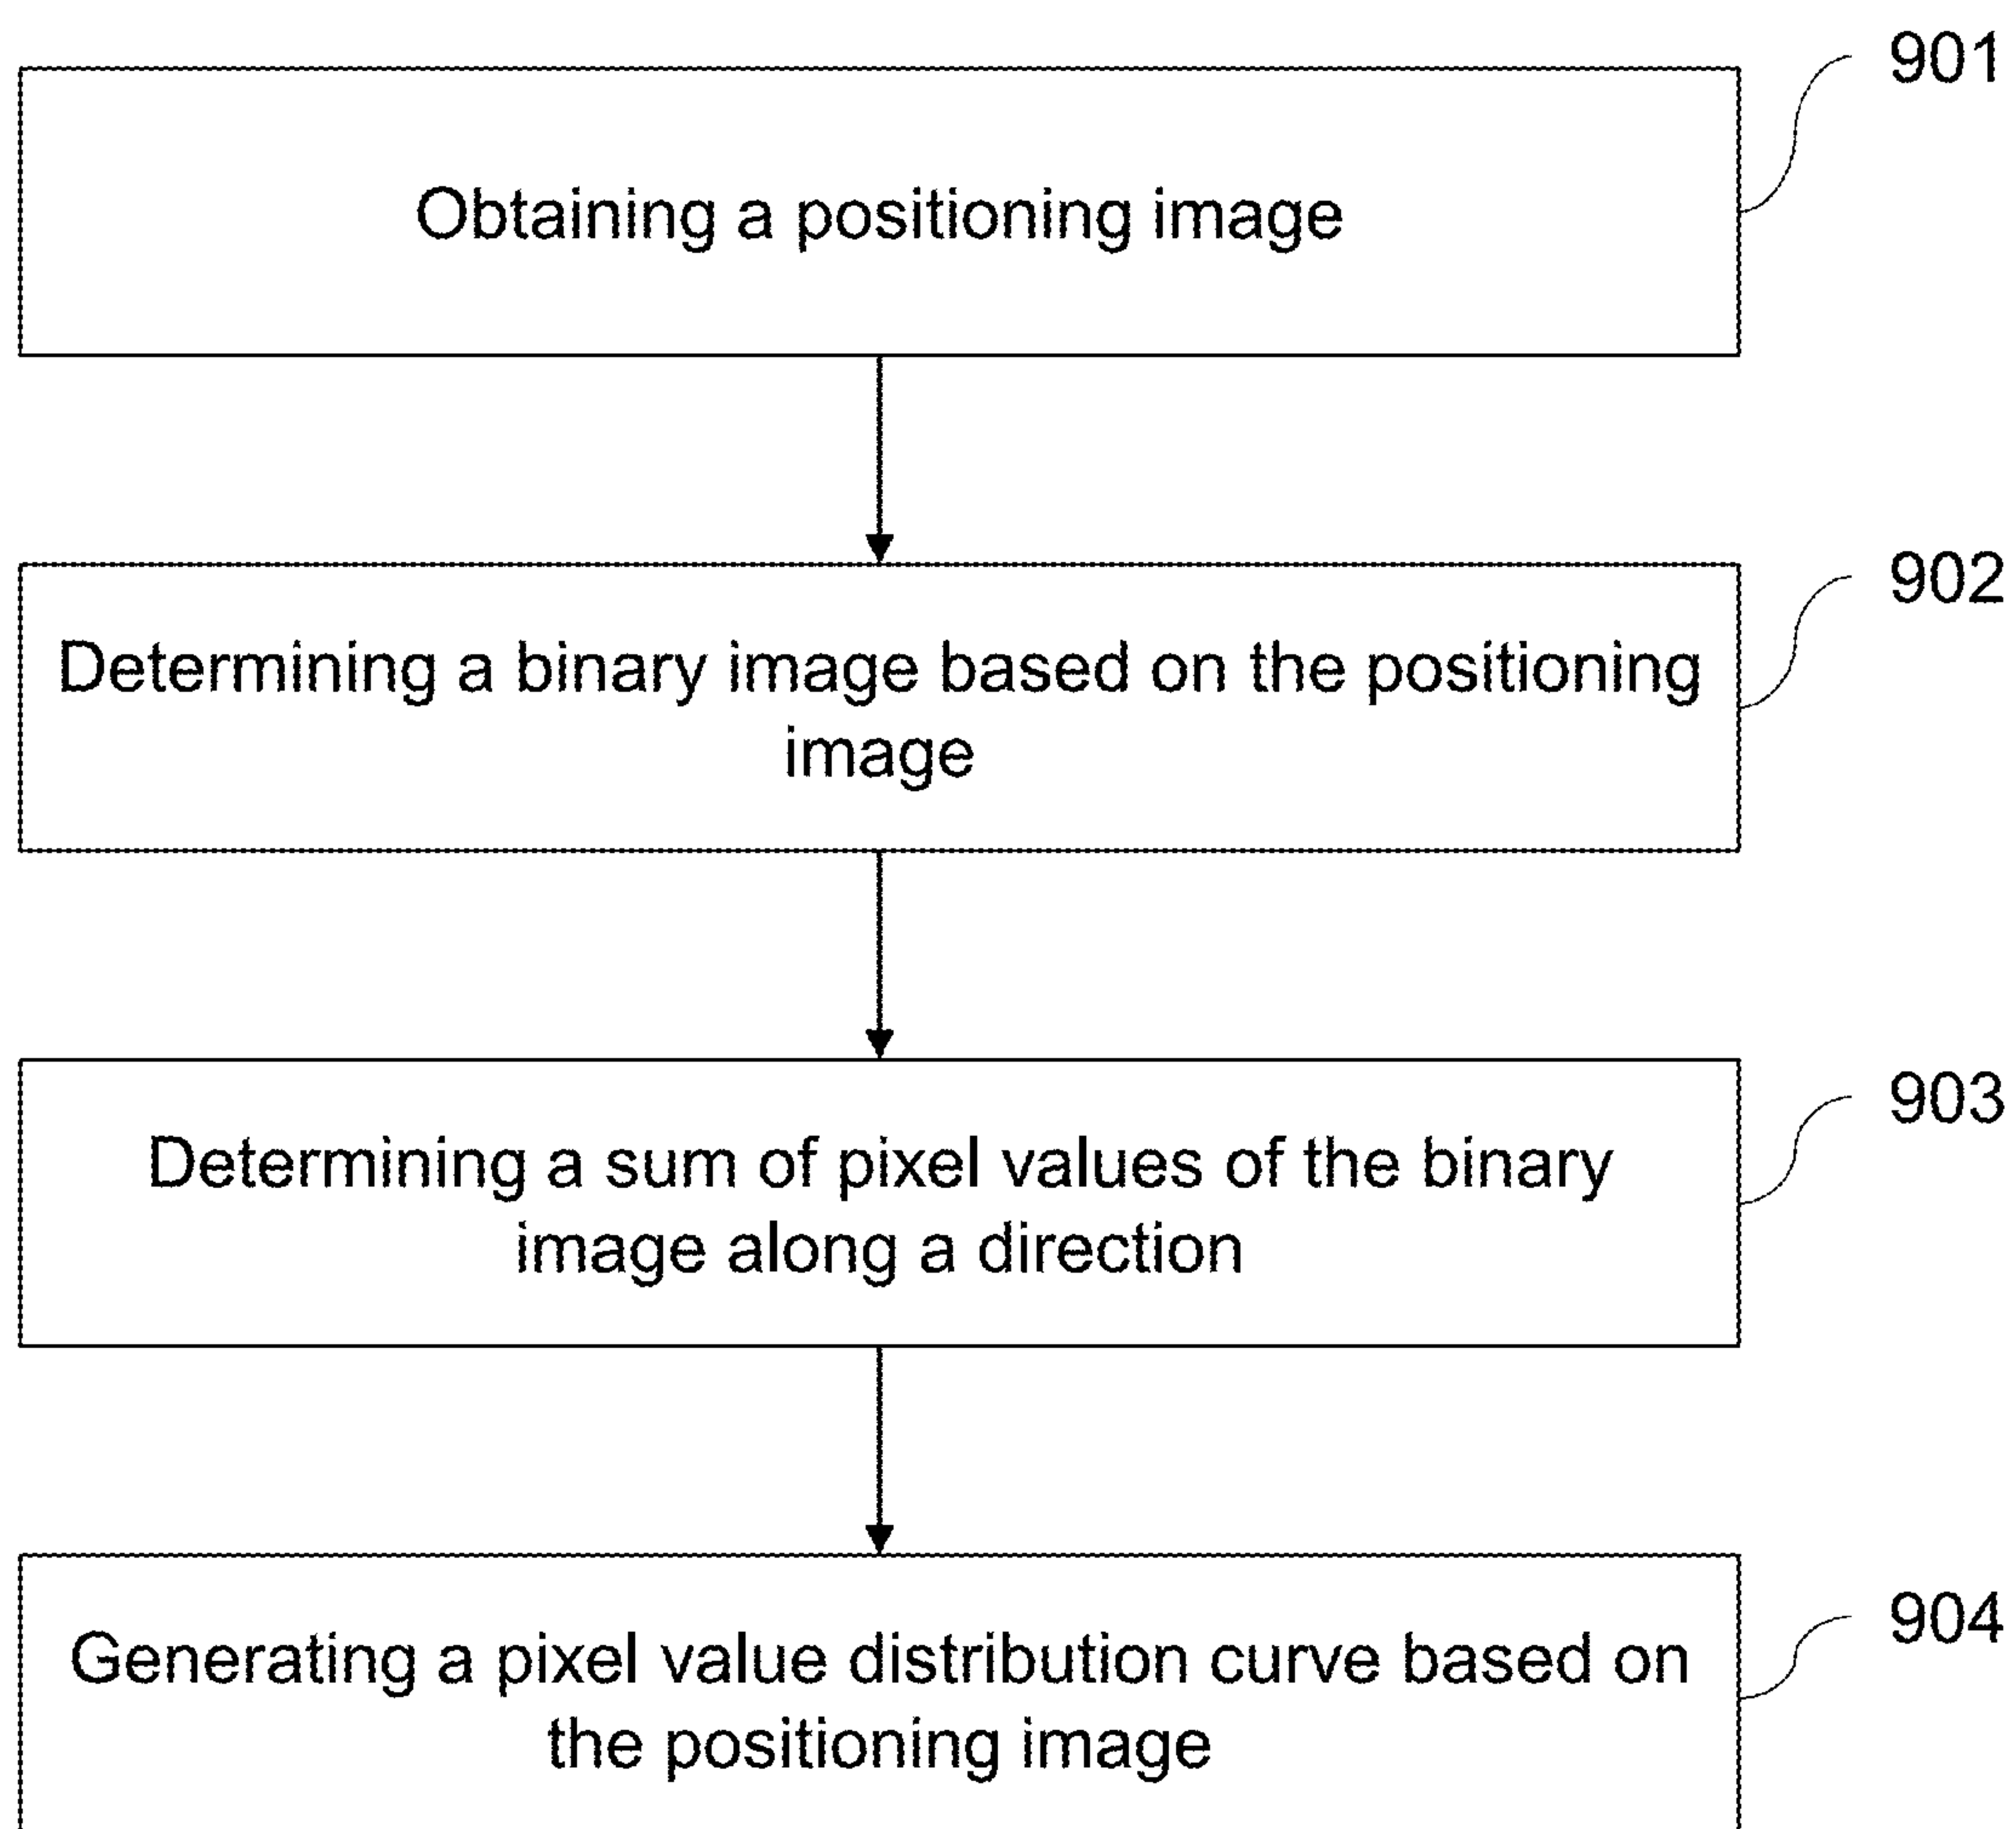 901
Obtaining a positioning image
902
Determining a binary image based on the positioning
image
903
Determining a sum of pixel values of the binary
image along a direction
904
Generating a pixel value distribution curve based on
the positioning image